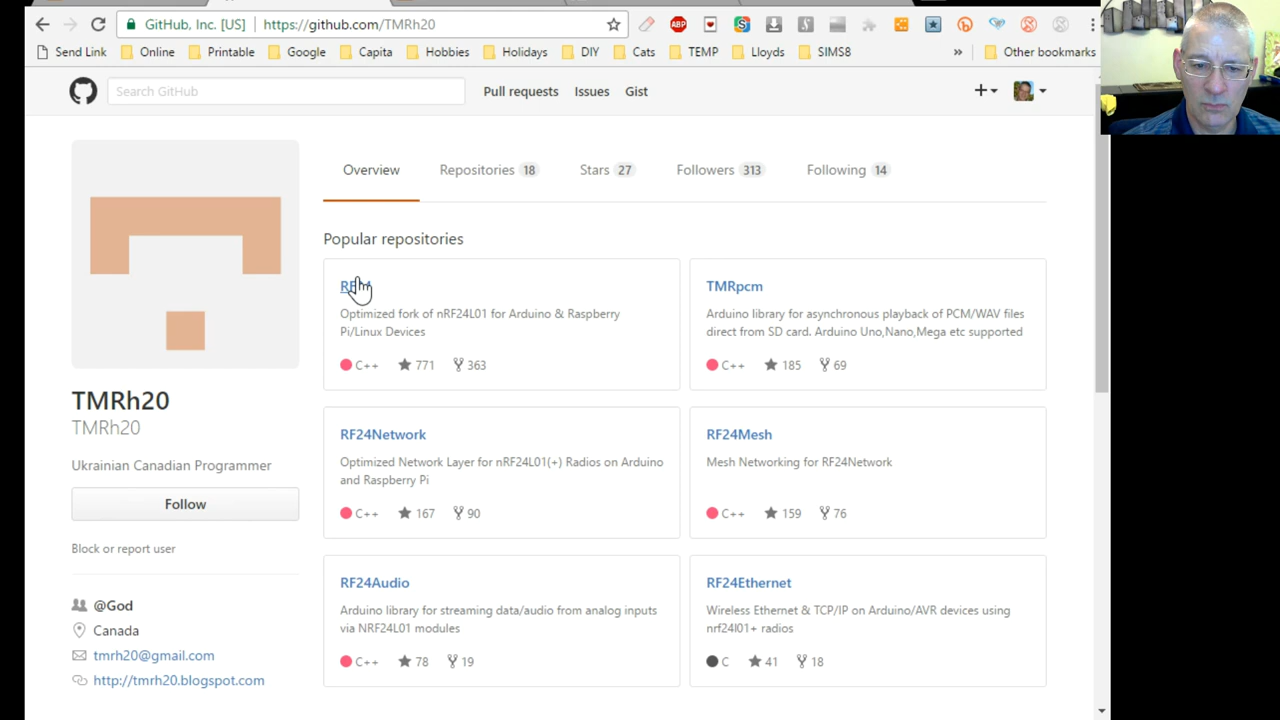 GitHub, Inc. [US] https://github.com/TMRh20
ABP
Send Link Online Printable Google Capita Hobbies Holidays DIY Cats TEMP Lloyds SIMS8 » Other bookmarks
Search GitHub Pull requests Issues Gist
Overview Repositories 18 Stars 27 Followers 313 Following 14
Popular repositories
Optimized fork of nRF24L01 for Arduino & Raspberry
Pi/Linux Devices
C++ 771 363
TMRpcm
Arduino library for asynchronous playback of PCM/WAV files
direct from SD card. Arduino Uno,Nano,Mega etc supported
C++ 185 69
TMRh20
TMRh20
Ukrainian Canadian Programmer
Follow
Block or report user
@God
Canada
tmrh20@gmail.com
http://tmrh20.blogspot.com
RF24Network
Optimized Network Layer for nRF24L01(+) Radios on Arduino
and Raspberry Pi
C++ 167 90
RF24Mesh
Mesh Networking for RF24Network
C++ 159 76
RF24Audio
Arduino library for streaming data/audio from analog inputs
via NRF24L01 modules
C++ 78 19
RF24Ethernet
Wireless Ethernet & TCP/IP on Arduino/AVR devices using
nrf24l01+ radios
C 41 18